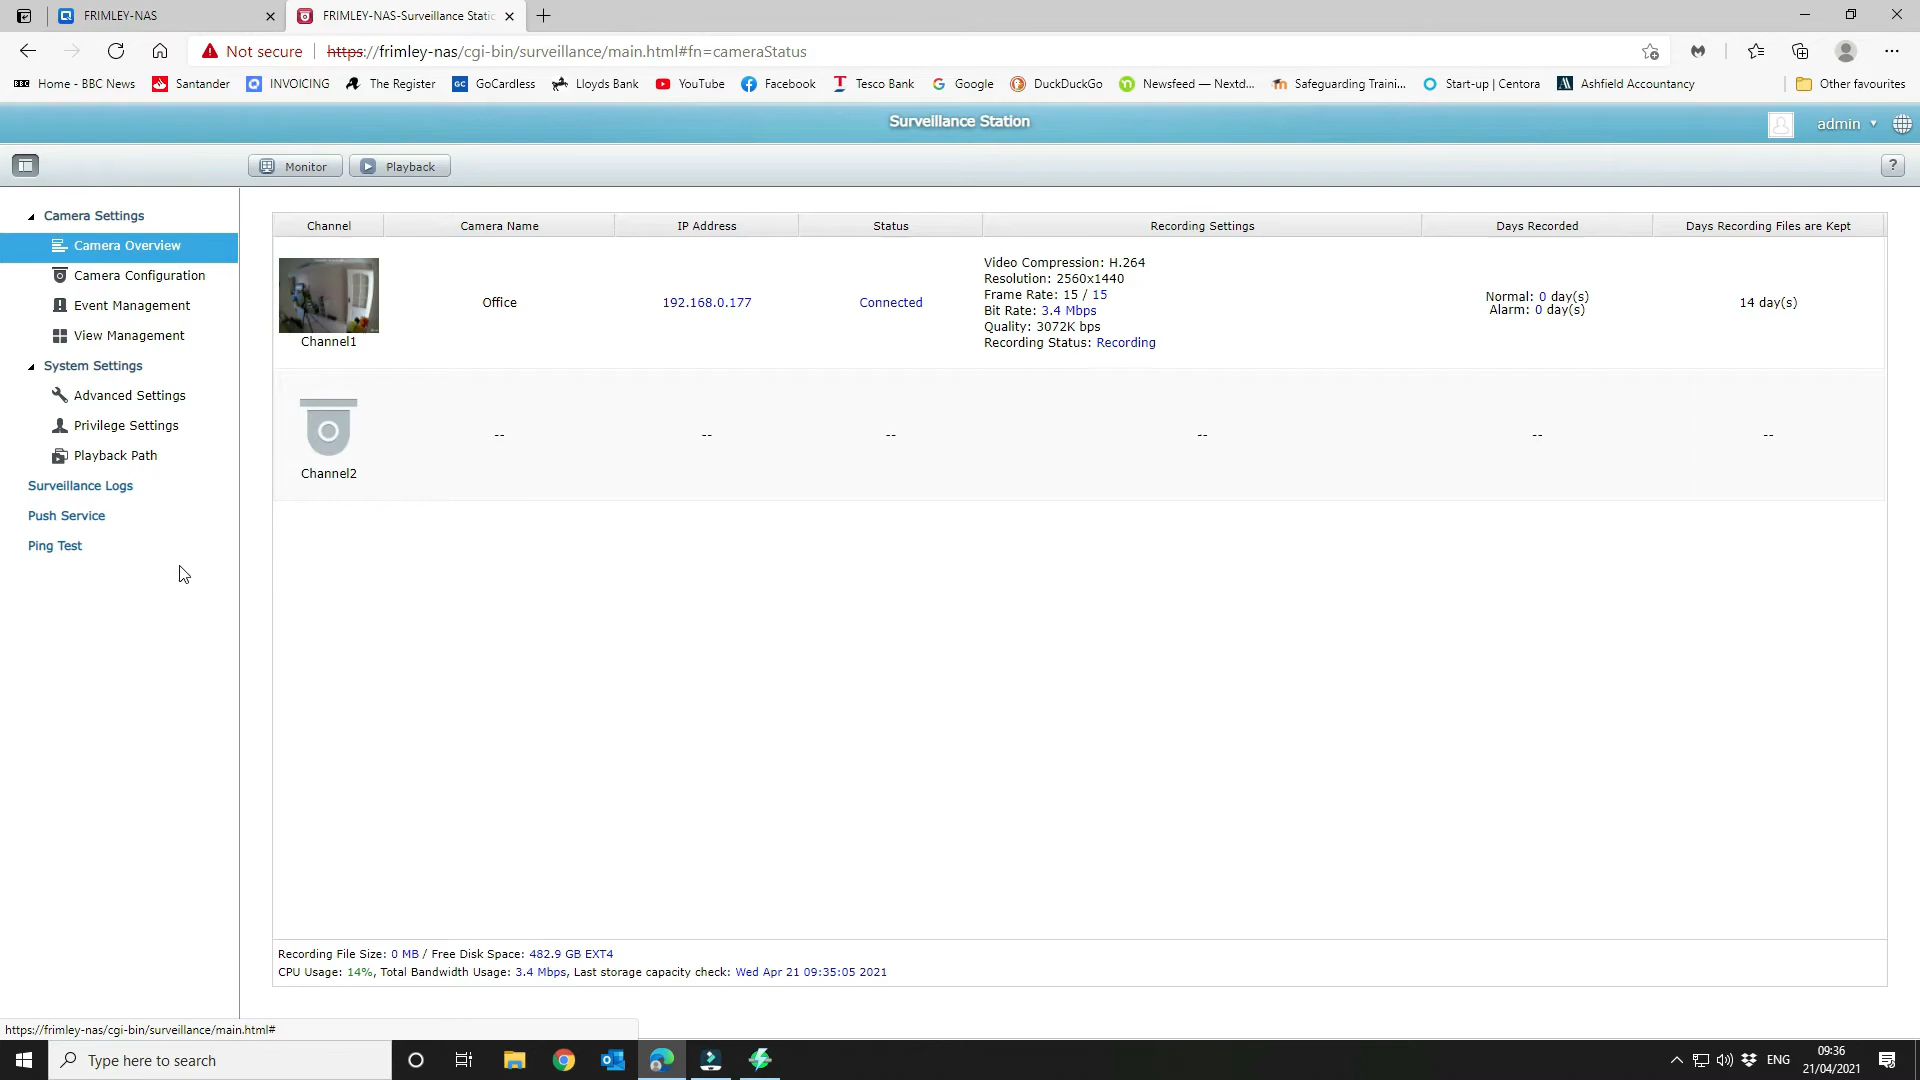 FRIMLEY-NAS
FRIMLEY-NAS-Surveillance Static
Not secure
https://frimley-nas/cgi-bin/surveillance/main.html#fn=cameraStatus
BBC Home - BBC News
Santander
INVOICING
The Register
GC GoCardless
Lloyds Bank
YouTube
Facebook
Tesco Bank
Google
DuckDuckGo
Newsfeed — Nextd...
Safeguarding Traini...
Start-up | Centora
Ashfield Accountancy
Other favourites
Surveillance Station
admin
Monitor
Playback
?
Camera Settings
Camera Overview
Camera Configuration
Event Management
View Management
System Settings
Advanced Settings
Privilege Settings
Playback Path
Surveillance Logs
Push Service
Ping Test
Channel Camera Name IP Address Status Recording Settings Days Recorded Days Recording Files are Kept
Channel1
Office
192.168.0.177
Connected
Video Compression: H.264
Resolution: 2560x1440
Frame Rate: 15 / 15
Bit Rate: 3.4 Mbps
Quality: 3072K bps
Recording Status: Recording
Normal: 0 day(s)
Alarm: 0 day(s)
14 day(s)
Channel2
-- -- -- -- -- --
Recording File Size: 0 MB / Free Disk Space: 482.9 GB EXT4
CPU Usage: 14%, Total Bandwidth Usage: 3.4 Mbps, Last storage capacity check: Wed Apr 21 09:35:05 2021
https://frimley-nas/cgi-bin/surveillance/main.html#
Type here to search
ENG
09:36
21/04/2021